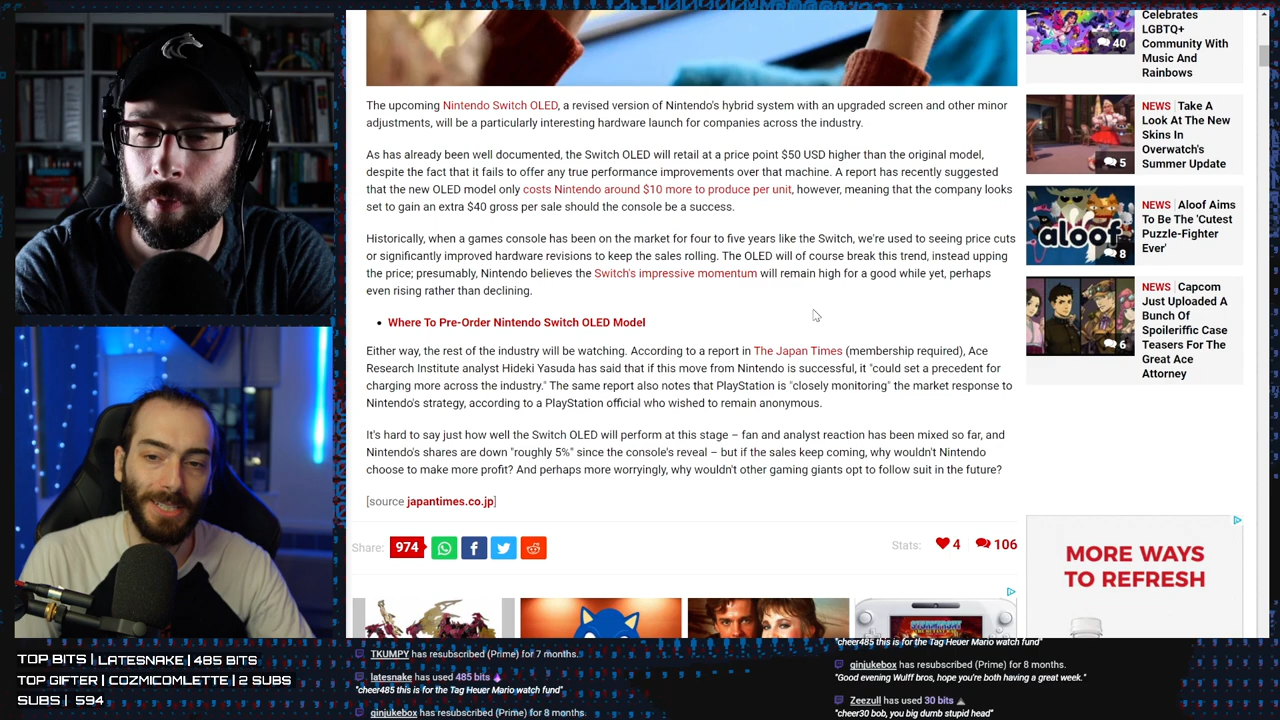 The upcoming Nintendo Switch OLED, a revised version of Nintendo's hybrid system with an upgraded screen and other minor
adjustments, will be a particularly interesting hardware launch for companies across the industry.
As has already been well documented, the Switch OLED will retail at a price point $50 USD higher than the original model,
despite the fact that it fails to offer any true performance improvements over that machine. A report has recently suggested
that the new OLED model only costs Nintendo around $10 more to produce per unit, however, meaning that the company looks
set to gain an extra $40 gross per sale should the console be a success.
Historically, when a games console has been on the market for four to five years like the Switch, we're used to seeing price cuts
or significantly improved hardware revisions to keep the sales rolling. The OLED will of course break this trend, instead upping
the price; presumably, Nintendo believes the Switch's impressive momentum will remain high for a good while yet, perhaps
even rising rather than declining.
• Where To Pre-Order Nintendo Switch OLED Model
Either way, the rest of the industry will be watching. According to a report in The Japan Times (membership required), Ace
Research Institute analyst Hideki Yasuda has said that if this move from Nintendo is successful, it "could set a precedent for
charging more across the industry." The same report also notes that PlayStation is "closely monitoring" the market response to
Nintendo's strategy, according to a PlayStation official who wished to remain anonymous.
It's hard to say just how well the Switch OLED will perform at this stage – fan and analyst reaction has been mixed so far, and
Nintendo's shares are down "roughly 5%" since the console's reveal – but if the sales keep coming, why wouldn't Nintendo
choose to make more profit? And perhaps more worryingly, why wouldn't other gaming giants opt to follow suit in the future?
[source japantimes.co.jp]
Share: 974
Stats: 4 106
Celebrates
LGBTQ+
Community With
Music And
Rainbows
40
NEWS | Take A
Look At The New
Skins In
Overwatch's
Summer Update
5
NEWS | Aloof Aims
To Be The 'Cutest
Puzzle-Fighter
Ever'
aloof
8
NEWS | Capcom
Just Uploaded A
Bunch Of
Spoileriffic Case
Teasers For The
Great Ace
Attorney
6
MORE WAYS
TO REFRESH
TOP BITS | LATESNAKE | 485 BITS
TOP GIFTER | COZMICOMLETTE | 2 SUBS
SUBS | 594
TKUMPY has resubscribed (Prime) for 7 months.
latesnake has used 485 bits
"cheer485 this is for the Tag Heuer Mario watch fund"
ginjukebox has resubscribed (Prime) for 8 months.
"cheer485 this is for the Tag Heuer Mario watch fund"
ginjukebox has resubscribed (Prime) for 8 months.
"Good evening Wulff bros, hope you're both having a great week."
Zeezull has used 30 bits
"cheer30 bob, you big dumb stupid head"